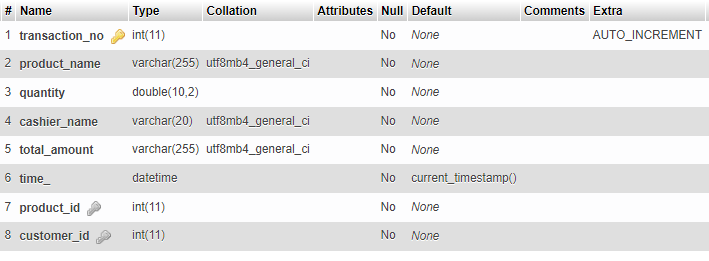 # Name Type Collation Attributes Null Default Comments Extra
1 transaction_no int(11) No None AUTO_INCREMENT
2 product_name varchar(255) utf8mb4_general_ci No None
3 quantity double(10,2) No None
4 cashier_name varchar(20) utf8mb4_general_ci No None
5 total_amount varchar(255) utf8mb4_general_ci No None
6 time_ datetime No current_timestamp()
7 product_id int(11) No None
8 customer_id int(11) No None